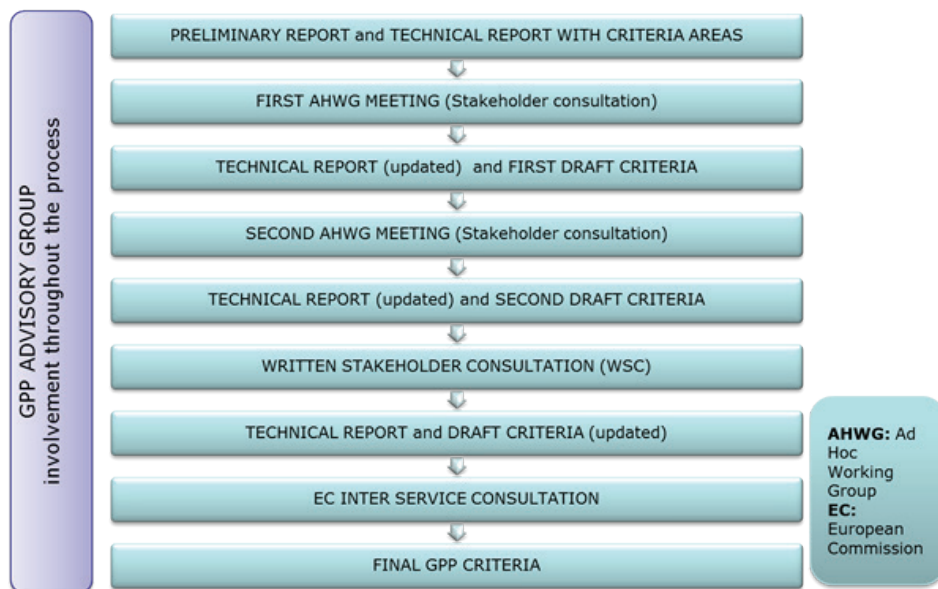 GPP ADVISORY GROUP
involvement throughout the process
PRELIMINARY REPORT and TECHNICAL REPORT WITH CRITERIA AREAS
FIRST AHWG MEETING (Stakeholder consultation)
TECHNICAL REPORT (updated) and FIRST DRAFT CRITERIA
SECOND AHWG MEETING (Stakeholder consultation)
TECHNICAL REPORT (updated) and SECOND DRAFT CRITERIA
WRITTEN STAKEHOLDER CONSULTATION (WSC)
TECHNICAL REPORT and DRAFT CRITERIA (updated)
EC INTER SERVICE CONSULTATION
FINAL GPP CRITERIA
AHWG: Ad
Hoc
Working
Group
EC:
European
Commission